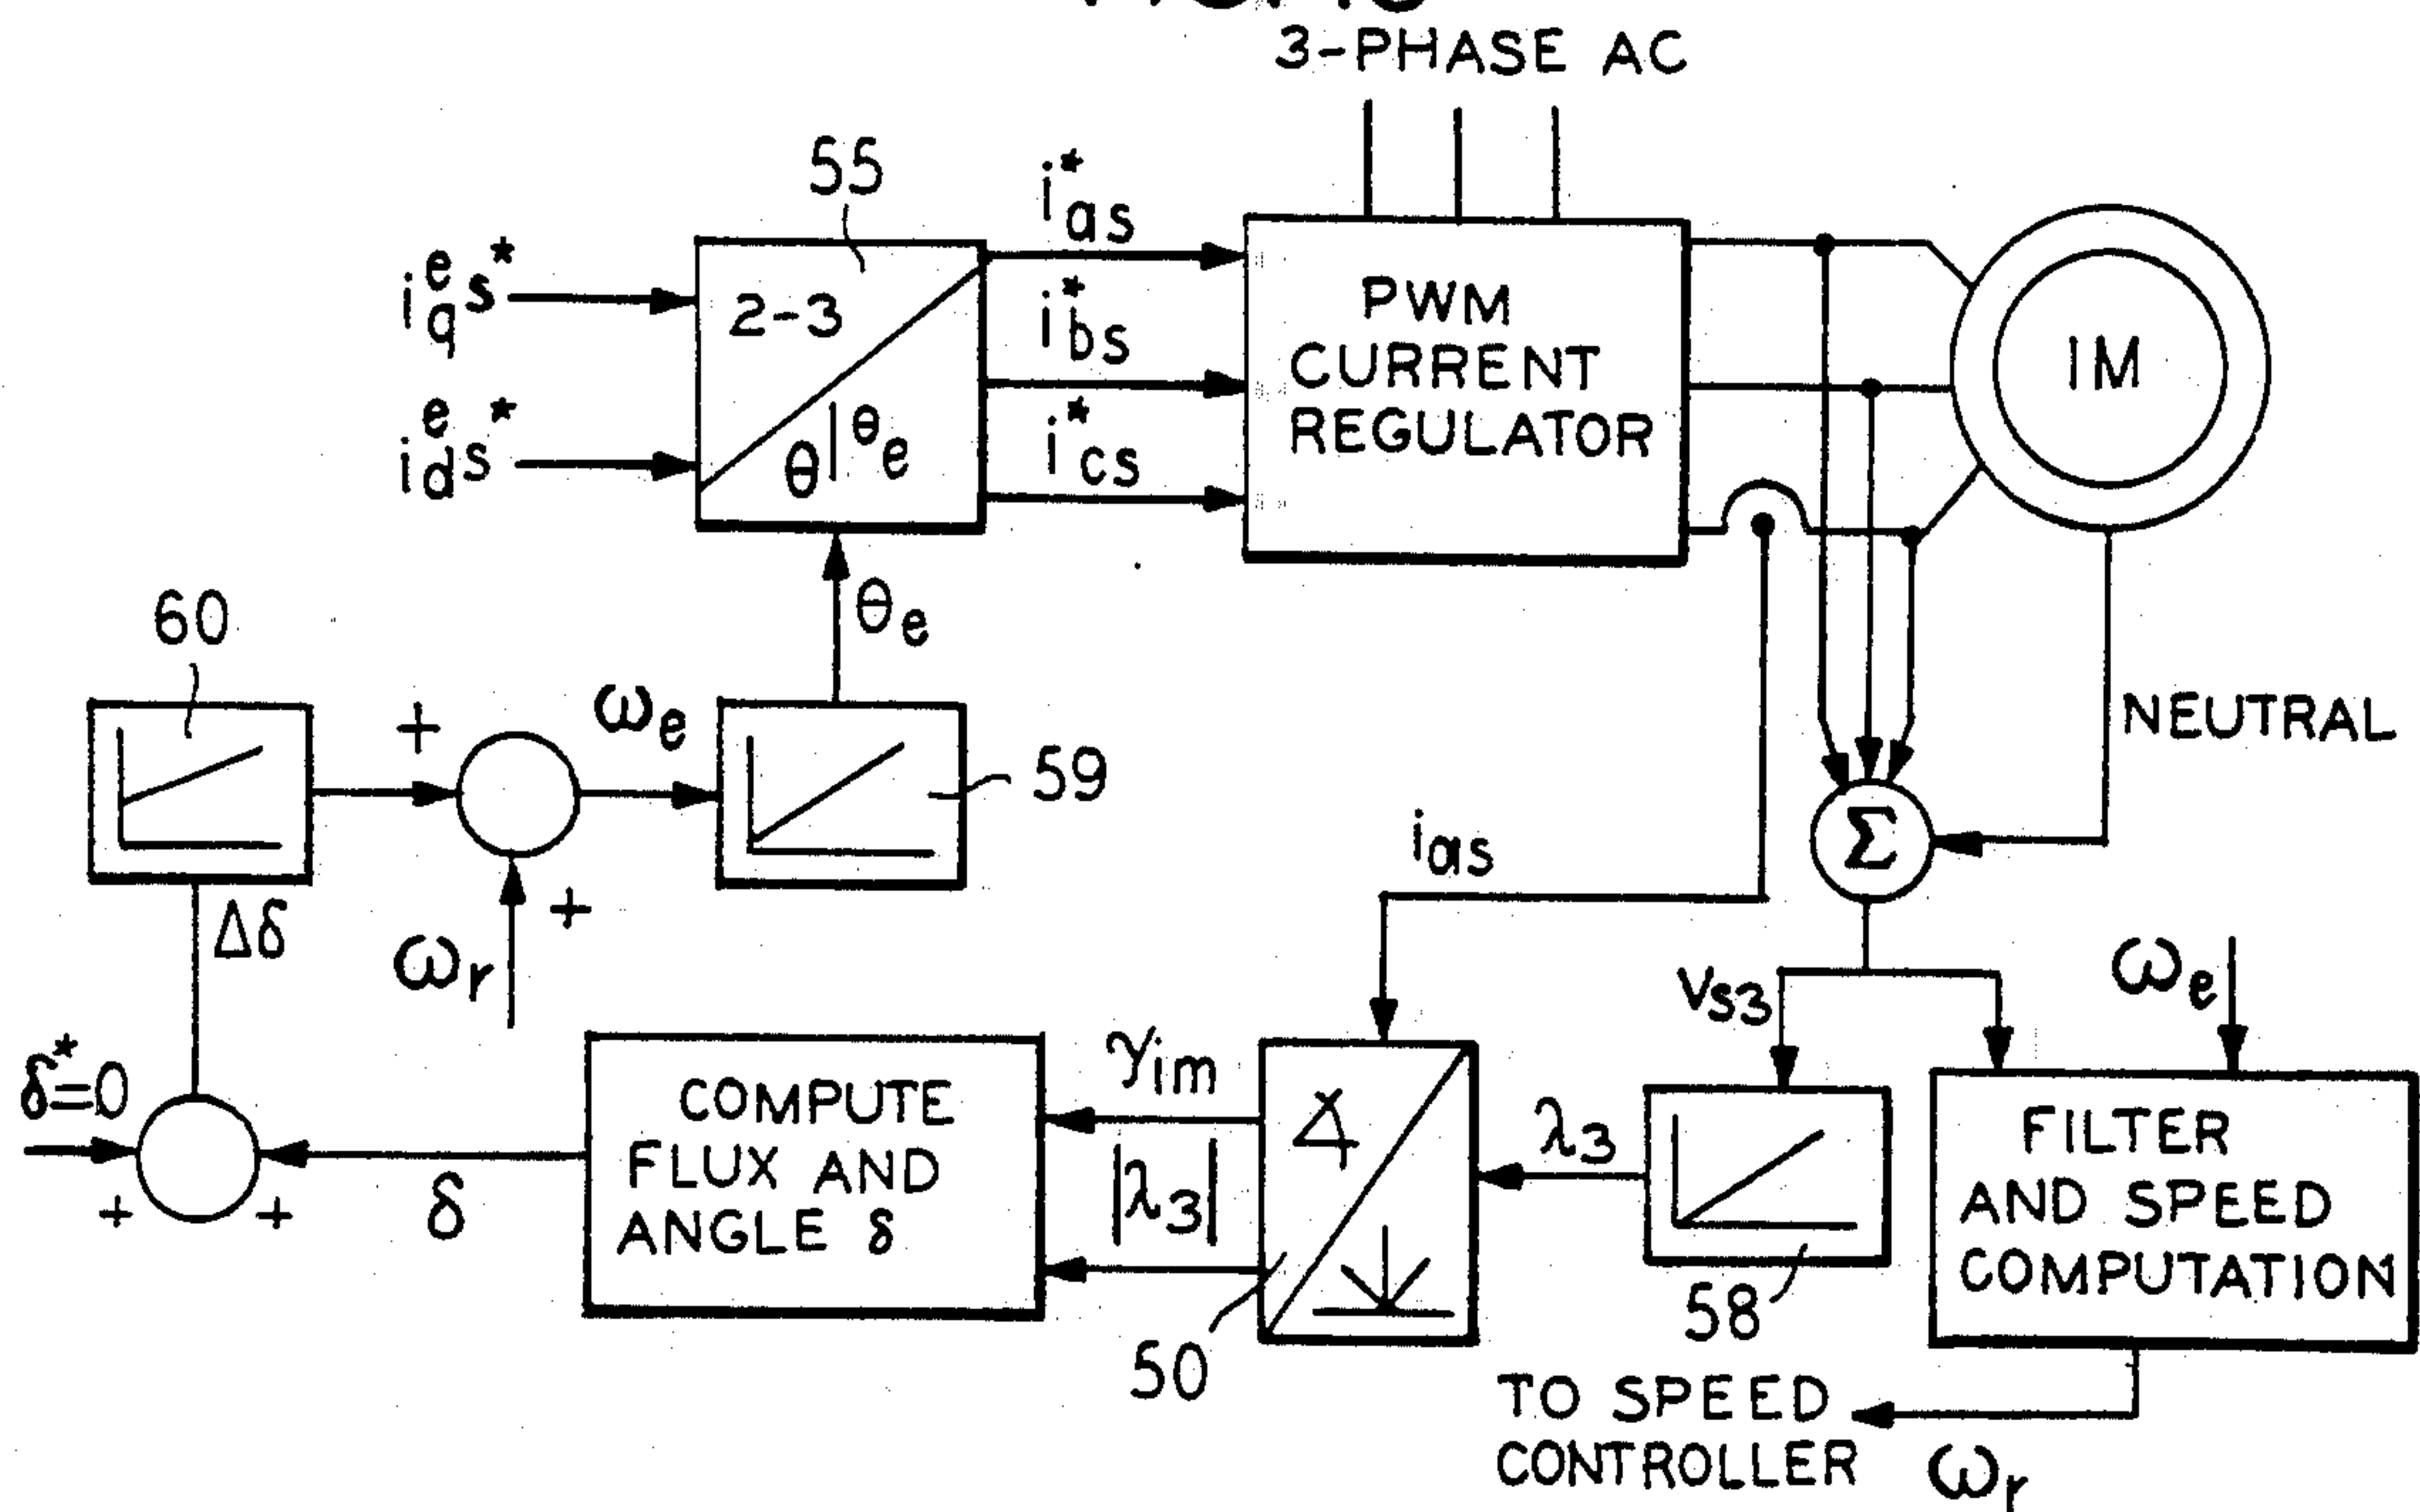 3-PHASE AC
55
i*as
i^e_qs*
2-3
i*bs
PWM
CURRENT
REGULATOR
IM
i^e_ds*
θ|θe
i*cs
θe
60
NEUTRAL
+
ωe
59
Σ
ias
+
Δδ
ωr
vs3
ωe
δ*=0
γim
COMPUTE
FLUX AND
ANGLE δ
λ3
FILTER
AND SPEED
COMPUTATION
|λ3|
+
+
δ
58
50
TO SPEED
CONTROLLER
ωr